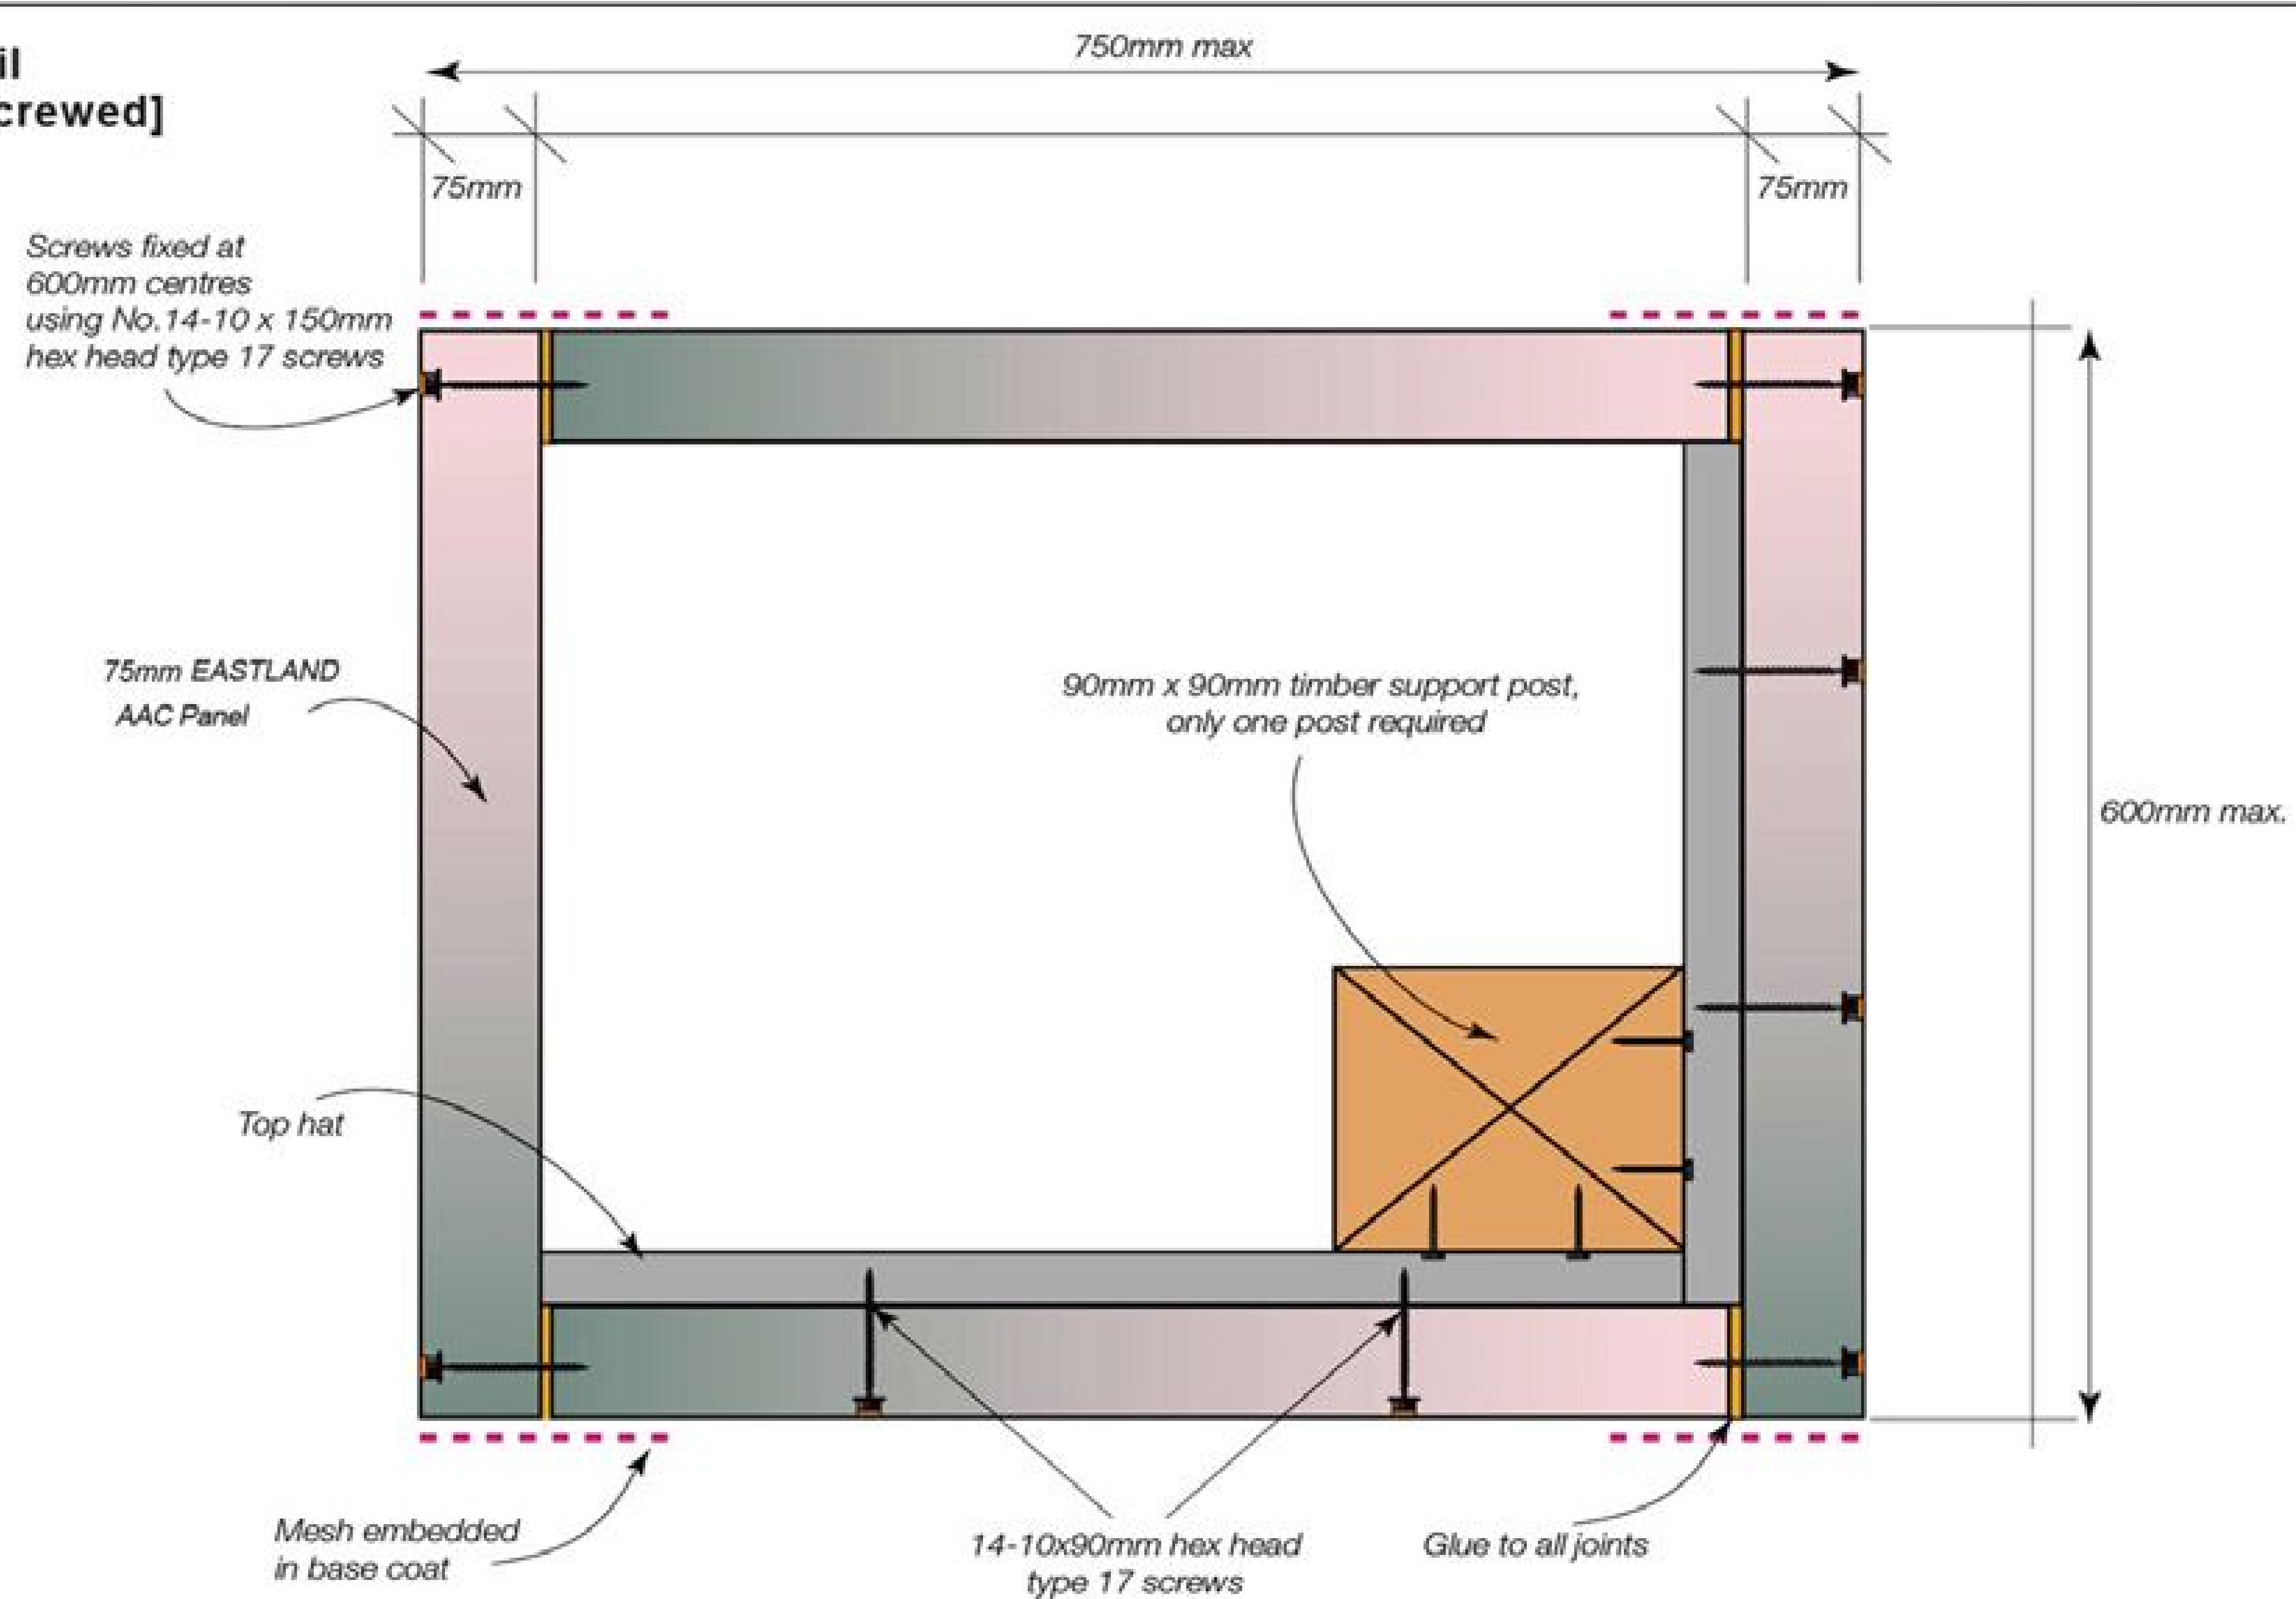 il
crewed]
750mm max
75mm
75mm
Screws fixed at
600mm centres
using No.14-10 x 150mm
hex head type 17 screws
75mm EASTLAND
AAC Panel
90mm x 90mm timber support post,
only one post required
600mm max.
Top hat
Mesh embedded
in base coat
14-10x90mm hex head
type 17 screws
Glue to all joints